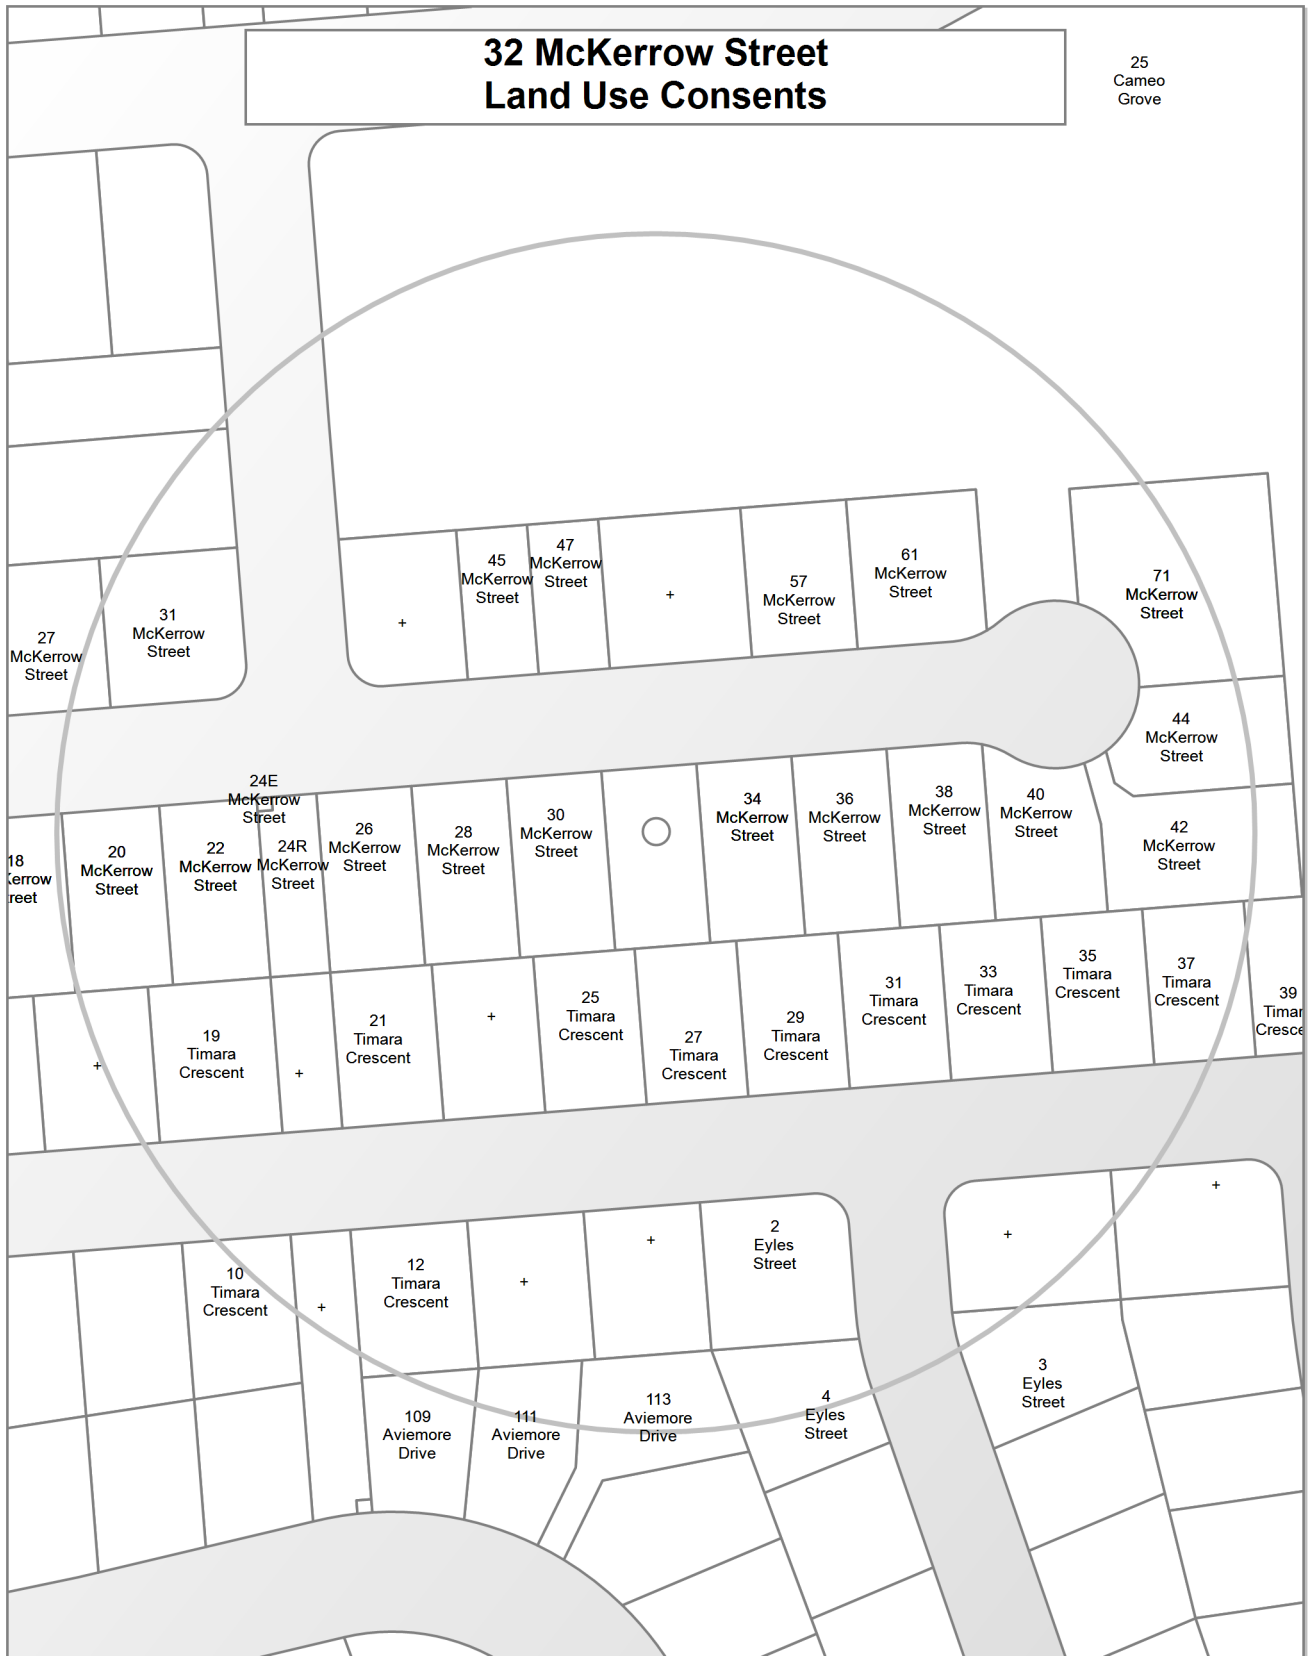 32 McKerrow Street
Land Use Consents
25
Cameo
Grove
45
McKerrow
Street
47
McKerrow
Street
57
McKerrow
Street
61
McKerrow
Street
71
McKerrow
Street
31
McKerrow
Street
27
McKerrow
Street
44
McKerrow
Street
24E
McKerrow
Street
18
Kerrow
reet
20
McKerrow
Street
22
McKerrow
Street
24R
McKerrow
Street
26
McKerrow
Street
28
McKerrow
Street
30
McKerrow
Street
34
McKerrow
Street
36
McKerrow
Street
38
McKerrow
Street
40
McKerrow
Street
42
McKerrow
Street
19
Timara
Crescent
21
Timara
Crescent
25
Timara
Crescent
27
Timara
Crescent
29
Timara
Crescent
31
Timara
Crescent
33
Timara
Crescent
35
Timara
Crescent
37
Timara
Crescent
39
Timar
Cresce
10
Timara
Crescent
12
Timara
Crescent
2
Eyles
Street
3
Eyles
Street
109
Aviemore
Drive
111
Aviemore
Drive
113
Aviemore
Drive
4
Eyles
Street